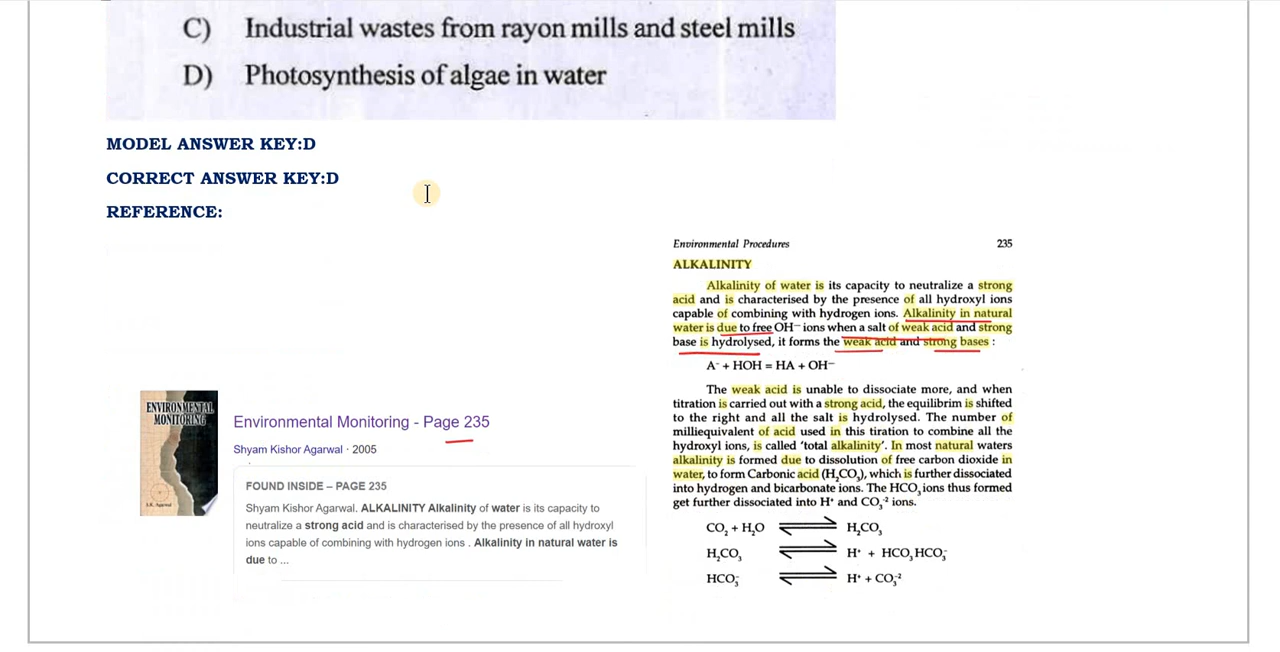 C) Industrial wastes from rayon mills and steel mills
D) Photosynthesis of algae in water
MODEL ANSWER KEY:D
CORRECT ANSWER KEY:D
REFERENCE:
ENVIRONMENTAL
MONITORING
S.K. Agarwal
Environmental Monitoring - Page 235
Shyam Kishor Agarwal · 2005
FOUND INSIDE – PAGE 235
Shyam Kishor Agarwal. ALKALINITY Alkalinity of water is its capacity to
neutralize a strong acid and is characterised by the presence of all hydroxyl
ions capable of combining with hydrogen ions . Alkalinity in natural water is
due to ...
Environmental Procedures 235
ALKALINITY
Alkalinity of water is its capacity to neutralize a strong
acid and is characterised by the presence of all hydroxyl ions
capable of combining with hydrogen ions. Alkalinity in natural
water is due to free OH⁻ ions when a salt of weak acid and strong
base is hydrolysed, it forms the weak acid and strong bases :
A⁻ + HOH = HA + OH⁻
The weak acid is unable to dissociate more, and when
titration is carried out with a strong acid, the equilibrim is shifted
to the right and all the salt is hydrolysed. The number of
milliequivalent of acid used in this tiration to combine all the
hydroxyl ions, is called 'total alkalinity'. In most natural waters
alkalinity is formed due to dissolution of free carbon dioxide in
water, to form Carbonic acid (H₂CO₃), which is further dissociated
into hydrogen and bicarbonate ions. The HCO₃ ions thus formed
get further dissociated into H⁺ and CO₃⁻² ions.
CO₂ + H₂O ⇌ H₂CO₃
H₂CO₃ ⇌ H⁺ + HCO₃ HCO₃⁻
HCO₃⁻ ⇌ H⁺ + CO₃⁻²